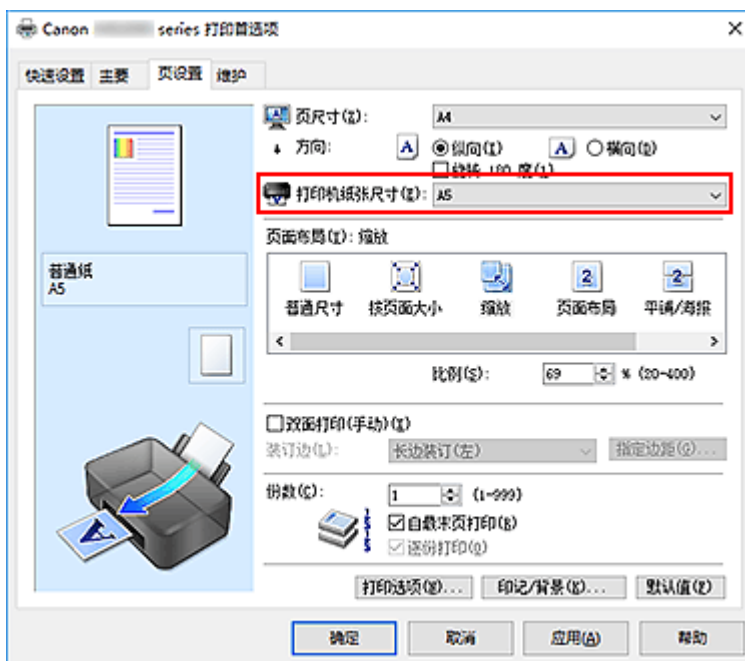 Canon series 打印首选项
快速设置 主要 页设置 维护
页尺寸(Z): A4
方向: A 纵向(I) A 横向(D)
旋转 180 度(1)
打印机纸张尺寸(E): A5
页面布局(I): 缩放
普通纸
A5
普通尺寸 按页面大小 缩放 页面布局 平铺/海报
比例(S): 69 % (20-400)
双面打印(手动)(X)
装订边(L): 长边装订(左) 指定边距(G)...
份数(C): 1 (1-999)
自最末页打印(R)
逐份打印(O)
打印选项(N)... 印记/背景(K)... 默认值(F)
确定 取消 应用(A) 帮助